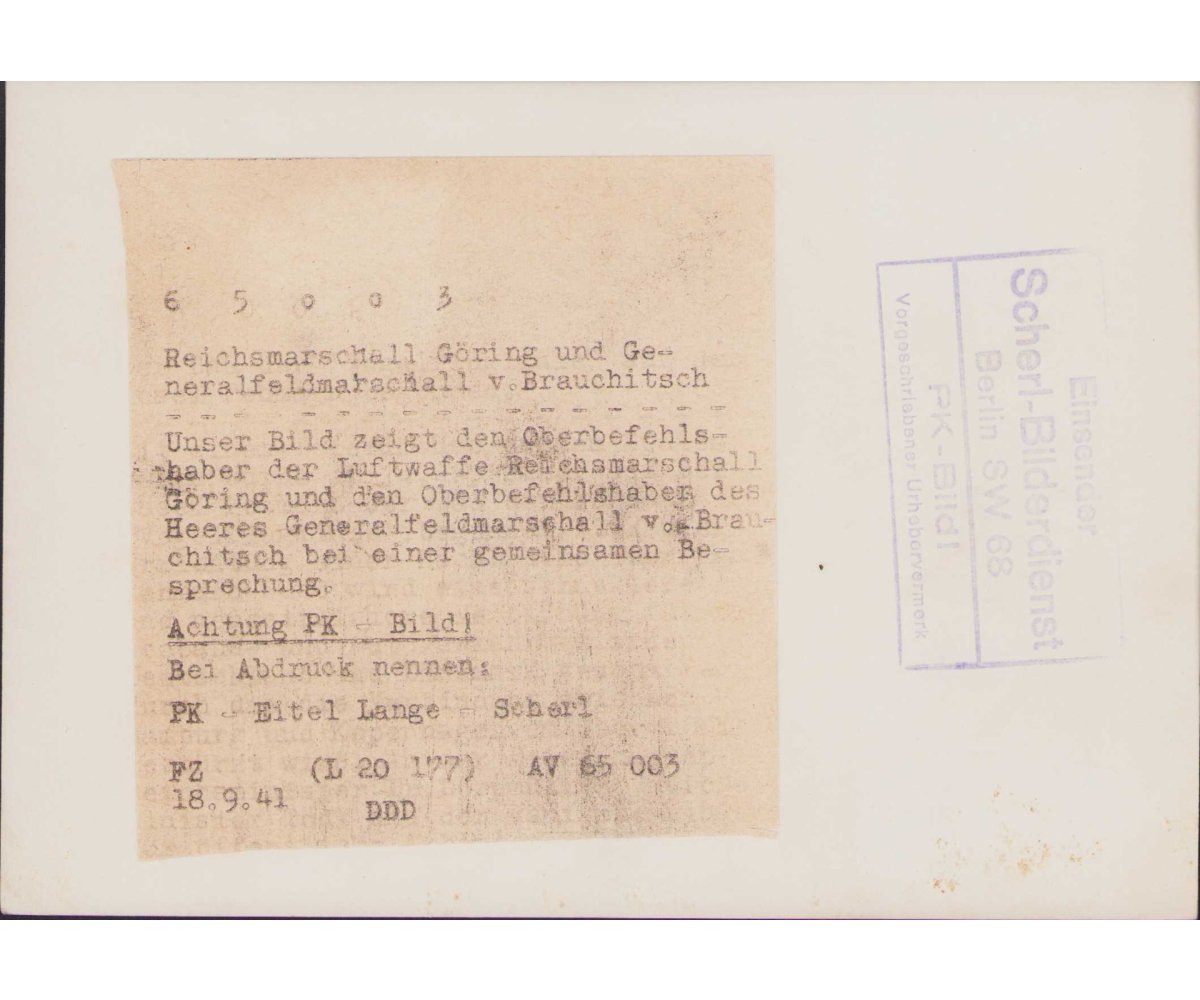 6 5 0 0 3
Reichsmarschall Göring und Ge-
neralfeldmarschall v.Brauchitsch
- - - - - - - - - - - - - - - - - -
Unser Bild zeigt den Oberbefehls-
haber der Luftwaffe Reichsmarschall
Göring und den Oberbefehlshaber des
Heeres Generalfeldmarschall v. Brau-
chitsch bei einer gemeinsamen Be-
sprechung.
Achtung PK - Bild!
Bei Abdruck nennen:
PK - Eitel Lange - Scherl
FZ (L 20 177) AV 65 003
18.9.41 DDD
Einsender
Scherl-Bilderdienst
Berlin SW 68
PK-Bild!
Vorgeschriebener Urhebervermerk